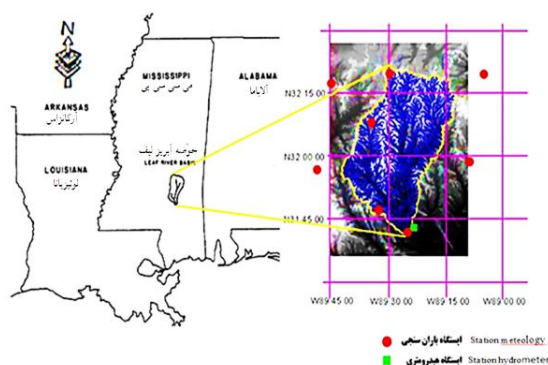 N
MISSISSIPPI
می سی سی پی
ALABAMA
آلاباما
ARKANSAS
آرکانزاس
حوضه آبریز لیف
LEAF RIVER BASIN
LOUISIANA
لوئیزیانا
N32 15 00
N32 00 00
N31 45 00
W89 45 00
W89 30 00
W89 15 00
W89 00 00
ایستگاه باران سنجی Station meteology
ایستگاه هیدرومتری Station hydrometer